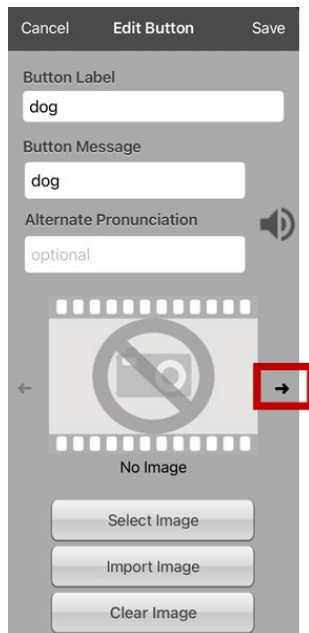 Cancel Edit Button Save
Button Label
dog
Button Message
dog
Alternate Pronunciation
optional
No Image
Select Image
Import Image
Clear Image